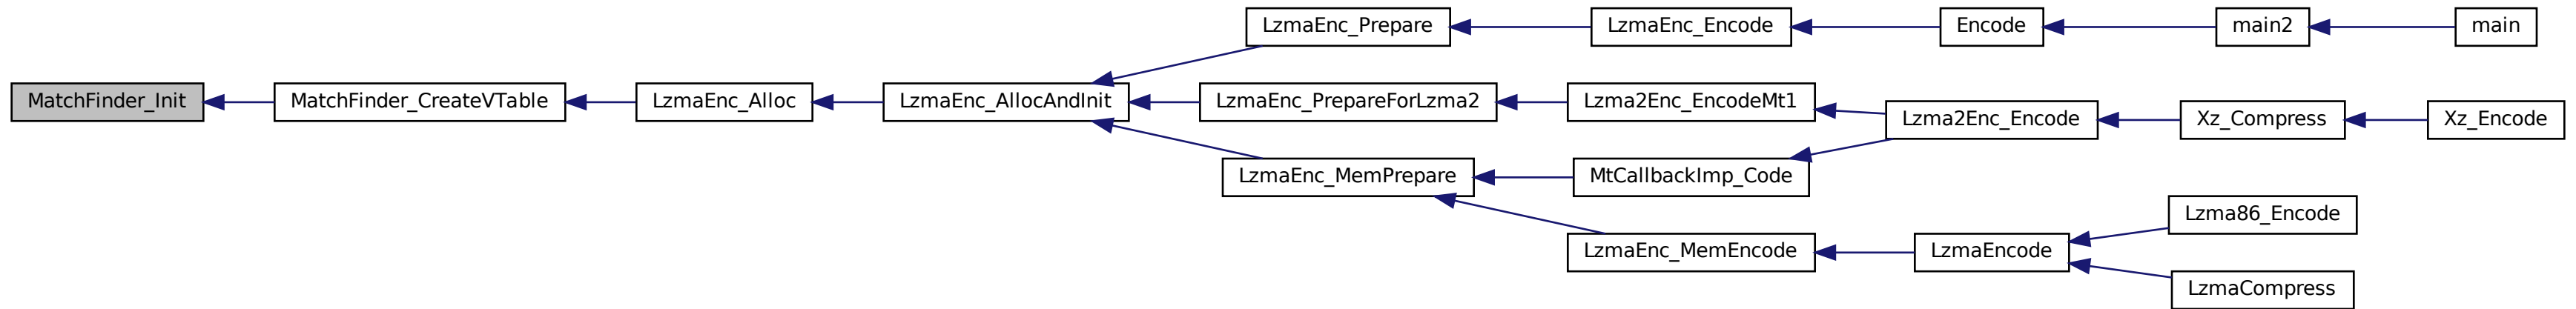 LzmaEnc_Prepare
LzmaEnc_Encode
Encode
main2
main
MatchFinder_Init
MatchFinder_CreateVTable
LzmaEnc_Alloc
LzmaEnc_AllocAndInit
LzmaEnc_PrepareForLzma2
Lzma2Enc_EncodeMt1
Lzma2Enc_Encode
Xz_Compress
Xz_Encode
LzmaEnc_MemPrepare
MtCallbackImp_Code
Lzma86_Encode
LzmaEnc_MemEncode
LzmaEncode
LzmaCompress